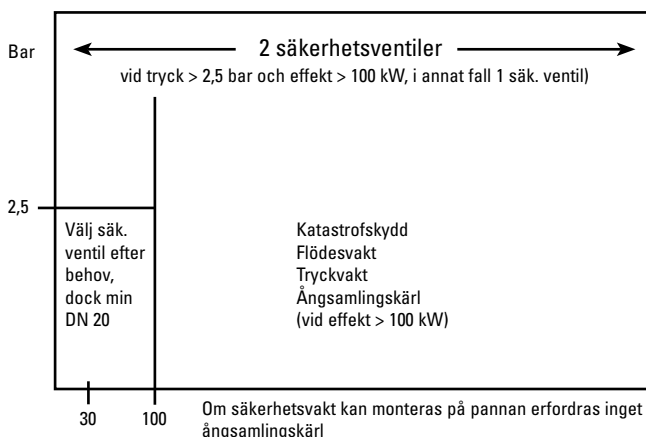 Bar
2 säkerhetsventiler
vid tryck > 2,5 bar och effekt > 100 kW, i annat fall 1 säk. ventil)
2,5
Välj säk.
ventil efter
behov,
dock min
DN 20
Katastrofskydd
Flödesvakt
Tryckvakt
Ångsamlingskärl
(vid effekt > 100 kW)
30
100
Om säkerhetsvakt kan monteras på pannan erfordras inget
ångsamlingskärl